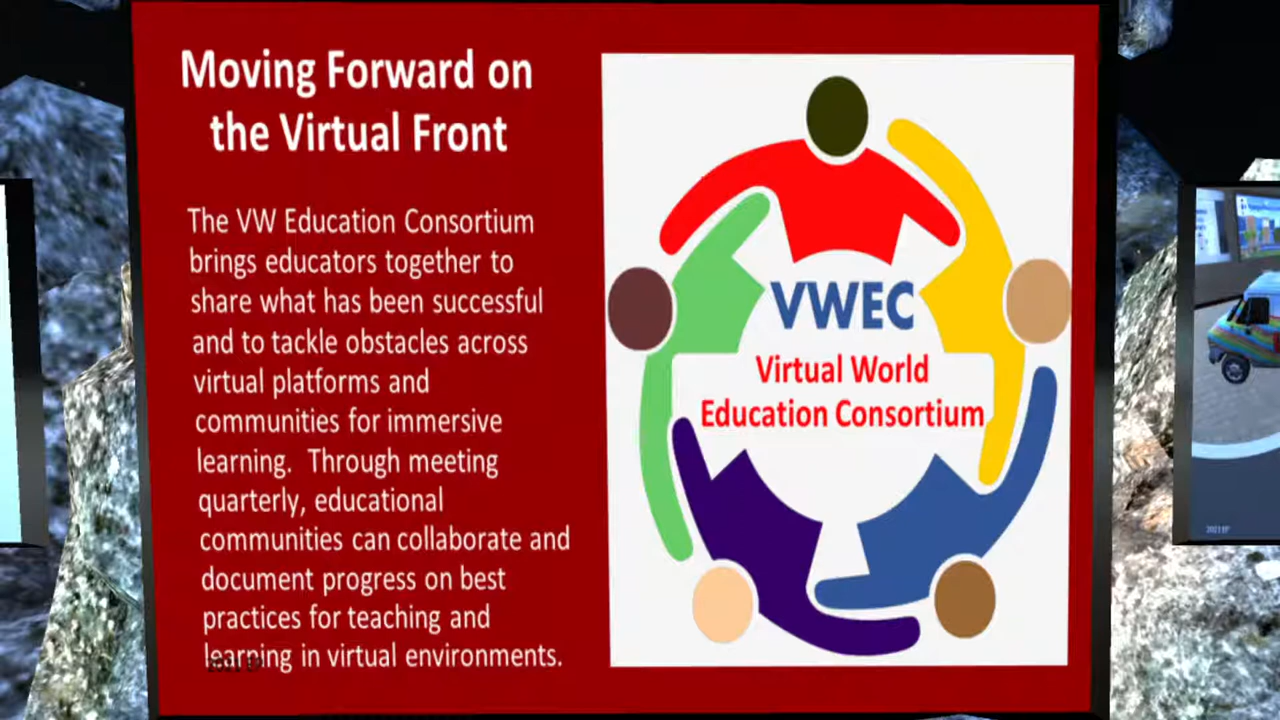 Moving Forward on
the Virtual Front
The VW Education Consortium
brings educators together to
share what has been successful
and to tackle obstacles across
virtual platforms and
communities for immersive
learning.  Through meeting
quarterly, educational
communities can collaborate and
document progress on best
practices for teaching and
learning in virtual environments.
VWEC
Virtual World
Education Consortium